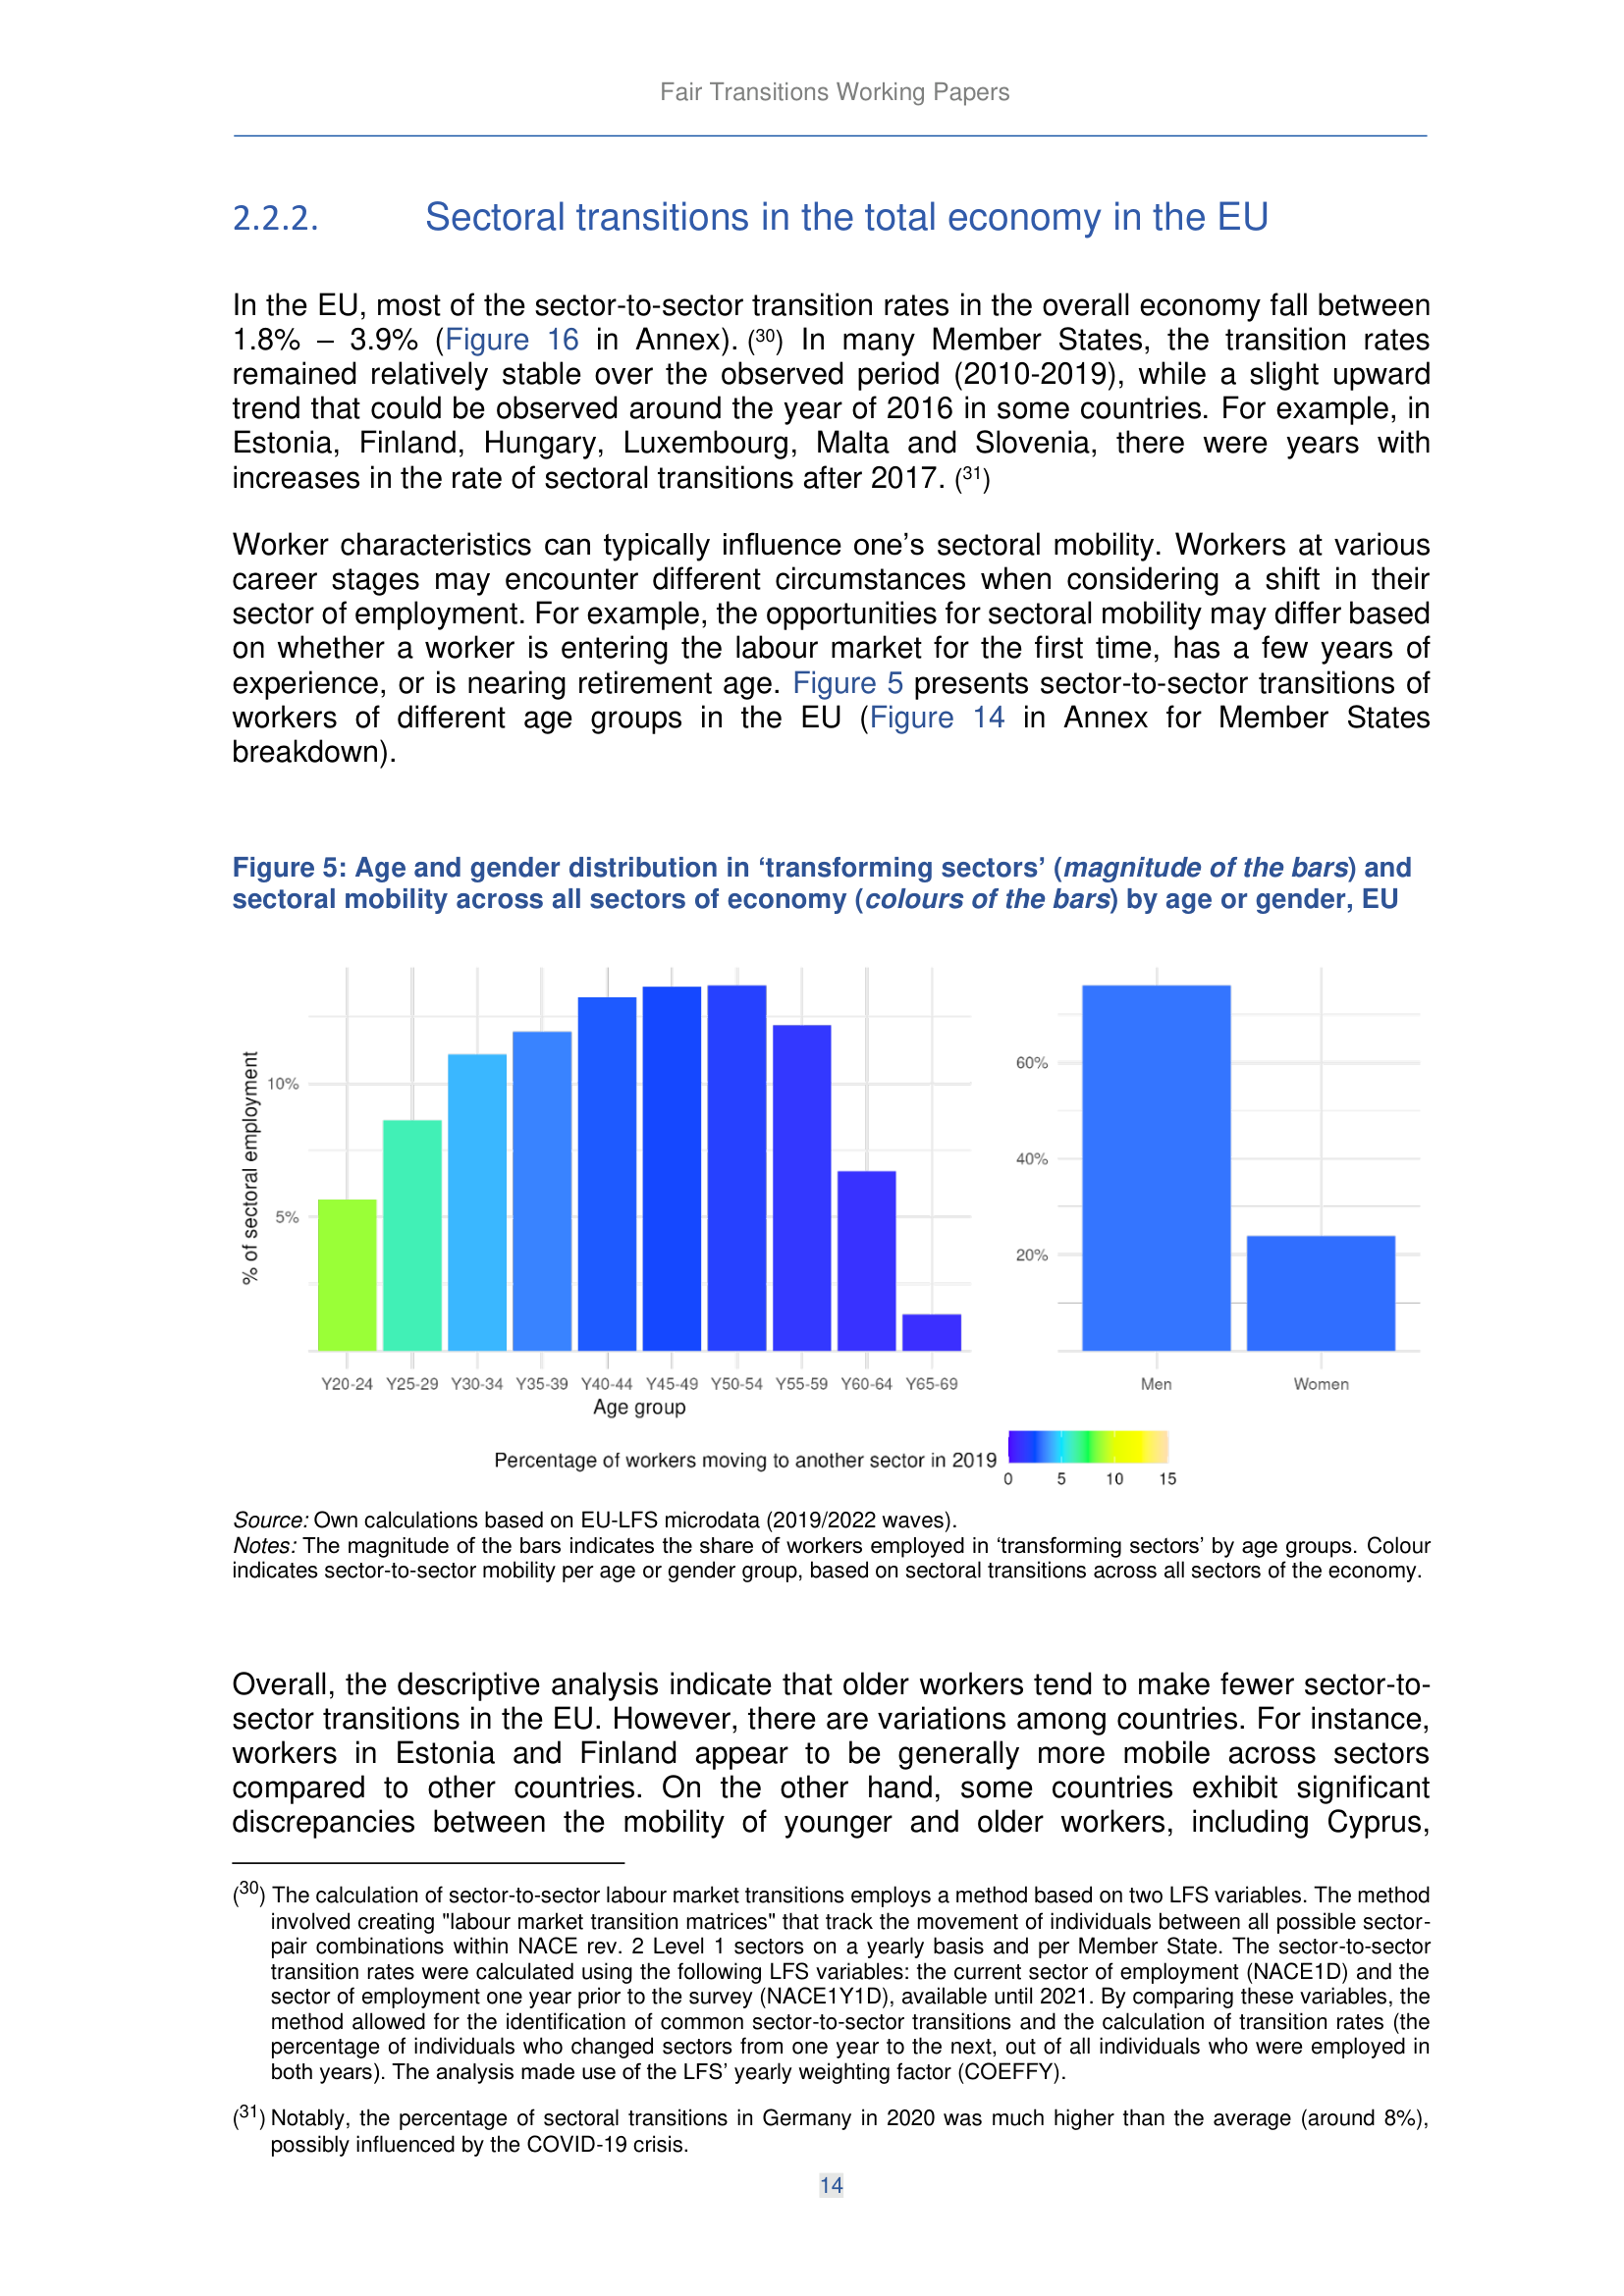 Fair Transitions Working Papers
2.2.2. Sectoral transitions in the total economy in the EU
In the EU, most of the sector-to-sector transition rates in the overall economy fall between
1.8% – 3.9% (Figure 16 in Annex). (30) In many Member States, the transition rates
remained relatively stable over the observed period (2010-2019), while a slight upward
trend that could be observed around the year of 2016 in some countries. For example, in
Estonia, Finland, Hungary, Luxembourg, Malta and Slovenia, there were years with
increases in the rate of sectoral transitions after 2017. (31)
Worker characteristics can typically influence one's sectoral mobility. Workers at various
career stages may encounter different circumstances when considering a shift in their
sector of employment. For example, the opportunities for sectoral mobility may differ based
on whether a worker is entering the labour market for the first time, has a few years of
experience, or is nearing retirement age. Figure 5 presents sector-to-sector transitions of
workers of different age groups in the EU (Figure 14 in Annex for Member States
breakdown).
Figure 5: Age and gender distribution in ‘transforming sectors’ (magnitude of the bars) and
sectoral mobility across all sectors of economy (colours of the bars) by age or gender, EU
% of sectoral employment
10%
5%
Y20-24 Y25-29 Y30-34 Y35-39 Y40-44 Y45-49 Y50-54 Y55-59 Y60-64 Y65-69
Age group
60%
40%
20%
Men Women
Percentage of workers moving to another sector in 2019
0 5 10 15
Source: Own calculations based on EU-LFS microdata (2019/2022 waves).
Notes: The magnitude of the bars indicates the share of workers employed in ‘transforming sectors’ by age groups. Colour
indicates sector-to-sector mobility per age or gender group, based on sectoral transitions across all sectors of the economy.
Overall, the descriptive analysis indicate that older workers tend to make fewer sector-to-
sector transitions in the EU. However, there are variations among countries. For instance,
workers in Estonia and Finland appear to be generally more mobile across sectors
compared to other countries. On the other hand, some countries exhibit significant
discrepancies between the mobility of younger and older workers, including Cyprus,
(30) The calculation of sector-to-sector labour market transitions employs a method based on two LFS variables. The method
involved creating "labour market transition matrices" that track the movement of individuals between all possible sector-
pair combinations within NACE rev. 2 Level 1 sectors on a yearly basis and per Member State. The sector-to-sector
transition rates were calculated using the following LFS variables: the current sector of employment (NACE1D) and the
sector of employment one year prior to the survey (NACE1Y1D), available until 2021. By comparing these variables, the
method allowed for the identification of common sector-to-sector transitions and the calculation of transition rates (the
percentage of individuals who changed sectors from one year to the next, out of all individuals who were employed in
both years). The analysis made use of the LFS’ yearly weighting factor (COEFFY).
(31) Notably, the percentage of sectoral transitions in Germany in 2020 was much higher than the average (around 8%),
possibly influenced by the COVID-19 crisis.
14